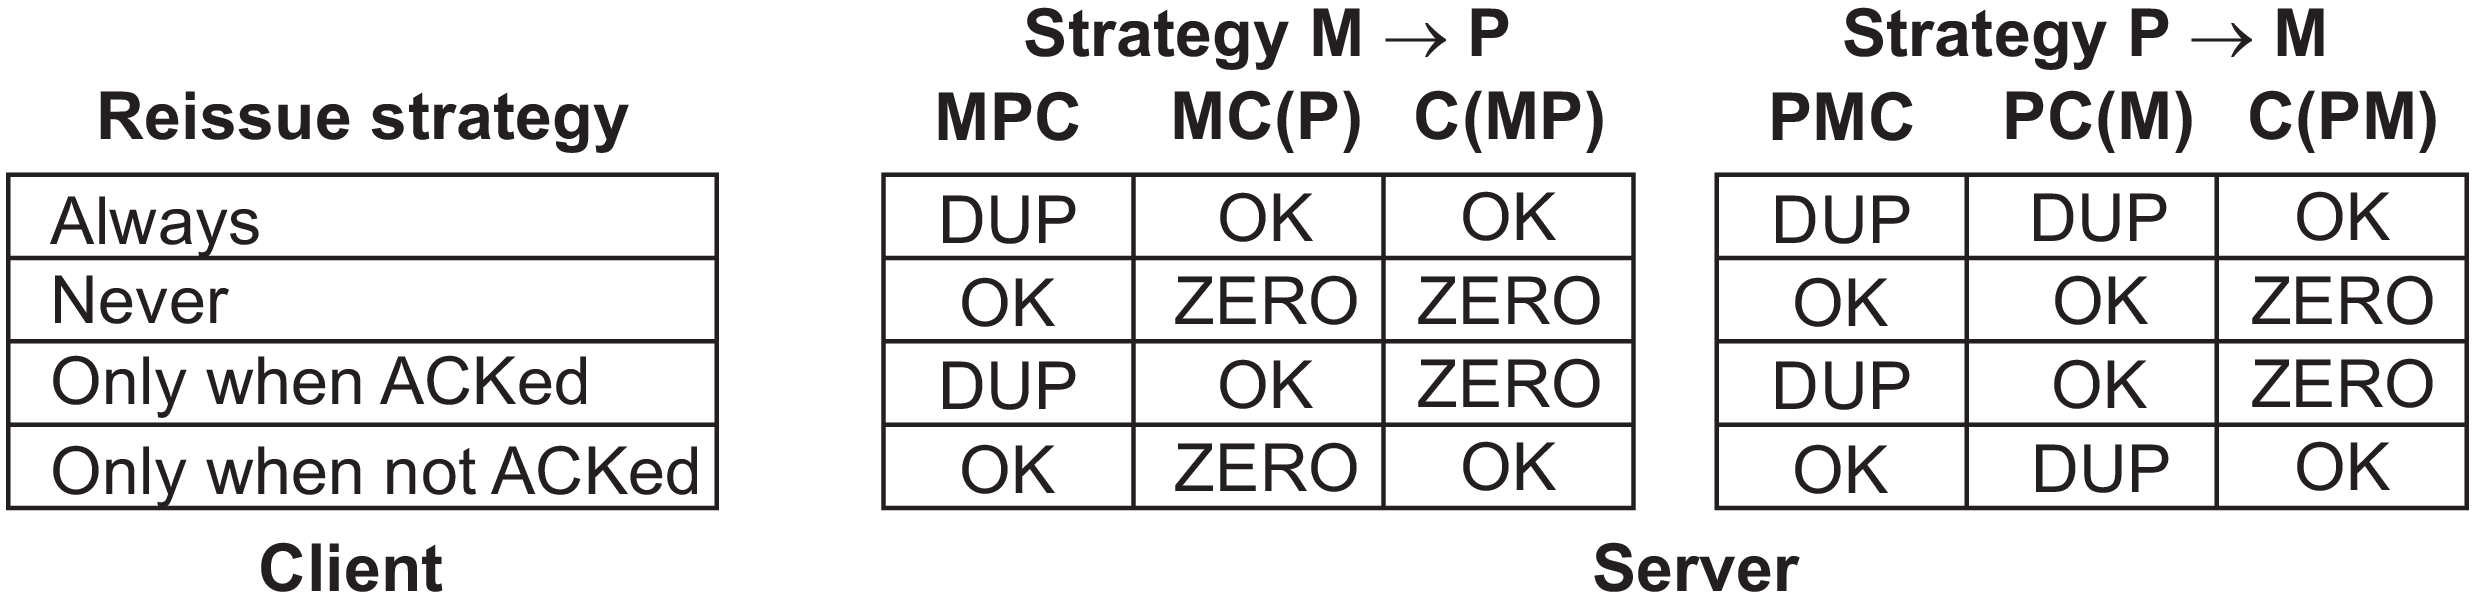 Strategy M → P Strategy P → M
Reissue strategy MPC MC(P) C(MP) PMC PC(M) C(PM)
Always DUP OK OK DUP DUP OK
Never OK ZERO ZERO OK OK ZERO
Only when ACKed DUP OK ZERO DUP OK ZERO
Only when not ACKed OK ZERO OK OK DUP OK
Client Server